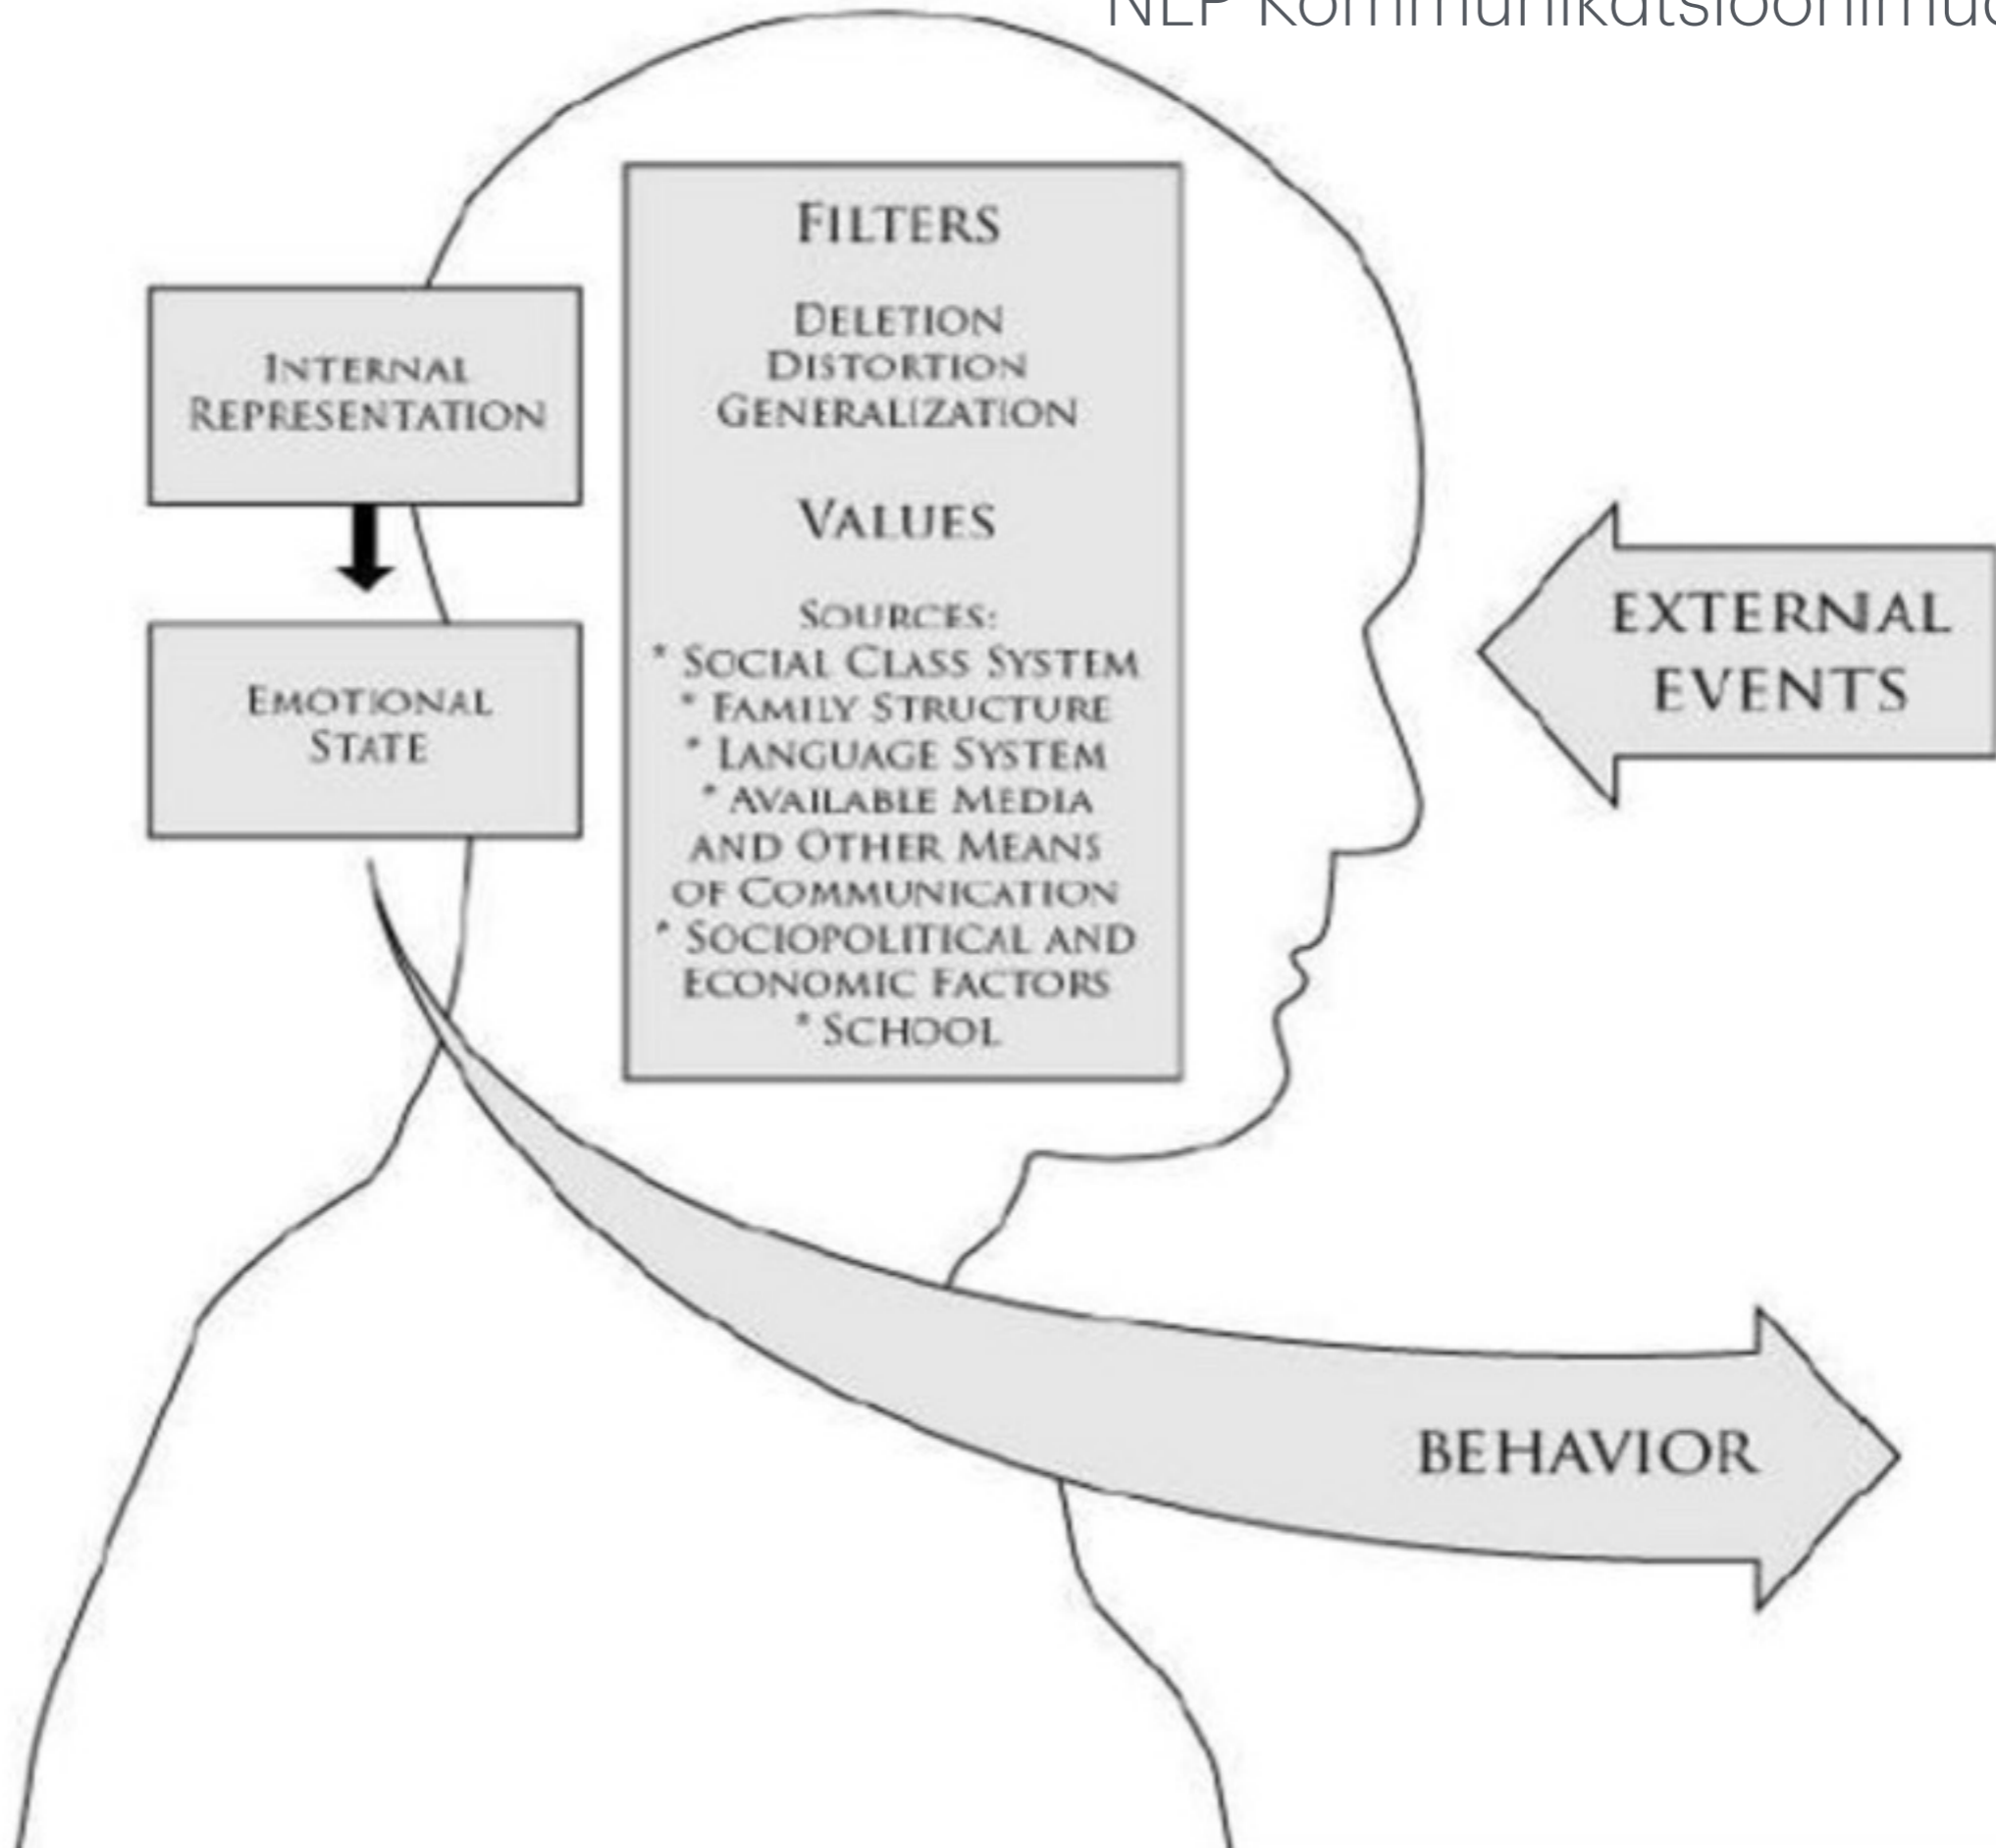 NLP
FILTERS
DELETION
DISTORTION
GENERALIZATION
VALUES
SOURCES:
* SOCIAL CLASS SYSTEM
* FAMILY STRUCTURE
* LANGUAGE SYSTEM
* AVAILABLE MEDIA
AND OTHER MEANS
OF COMMUNICATION
* SOCIOPOLITICAL AND
ECONOMIC FACTORS
* SCHOOL
INTERNAL
REPRESENTATION
EMOTIONAL
STATE
EXTERNAL
EVENTS
BEHAVIOR